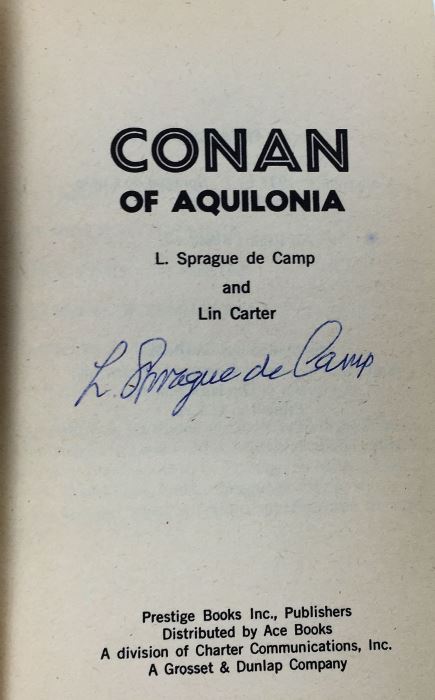 CONAN
OF AQUILONIA
L. Sprague de Camp
and
Lin Carter
L. Sprague de Camp
Prestige Books Inc., Publishers
Distributed by Ace Books
A division of Charter Communications, Inc.
A Grosset & Dunlap Company